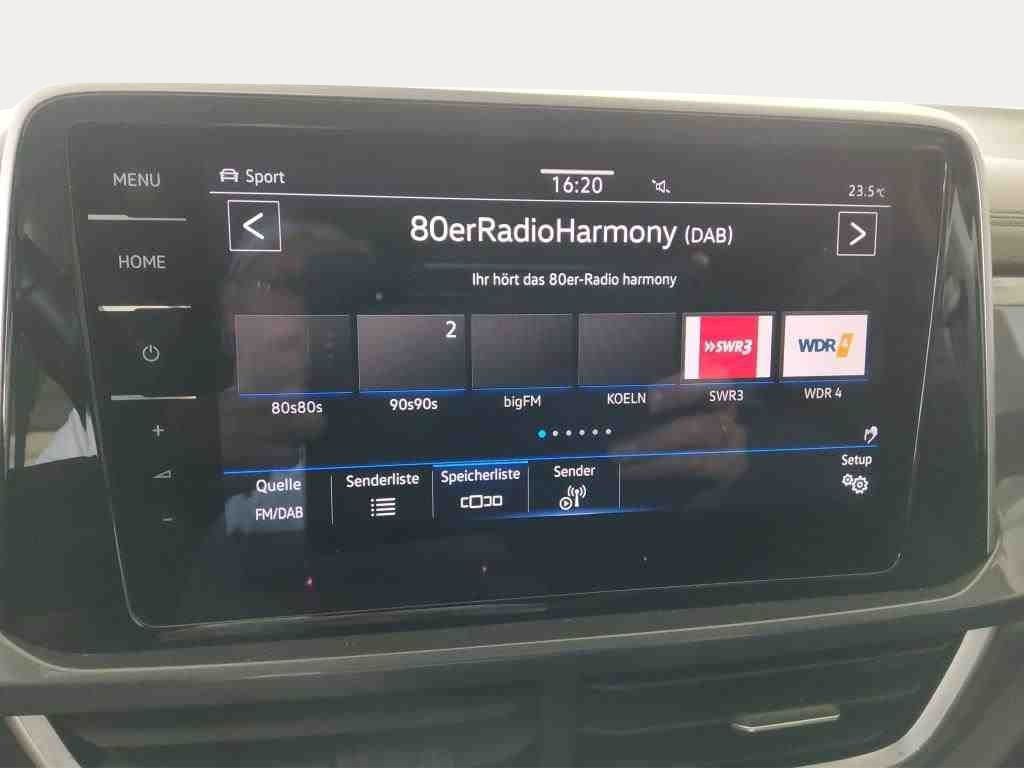 MENU
HOME
Sport
16:20
23.5°C
80erRadioHarmony (DAB)
Ihr hört das 80er-Radio harmony
2
SWR3
WDR 4
80s80s
90s90s
bigFM
KOELN
SWR3
WDR 4
Quelle
FM/DAB
Senderliste
Speicherliste
Sender
Setup